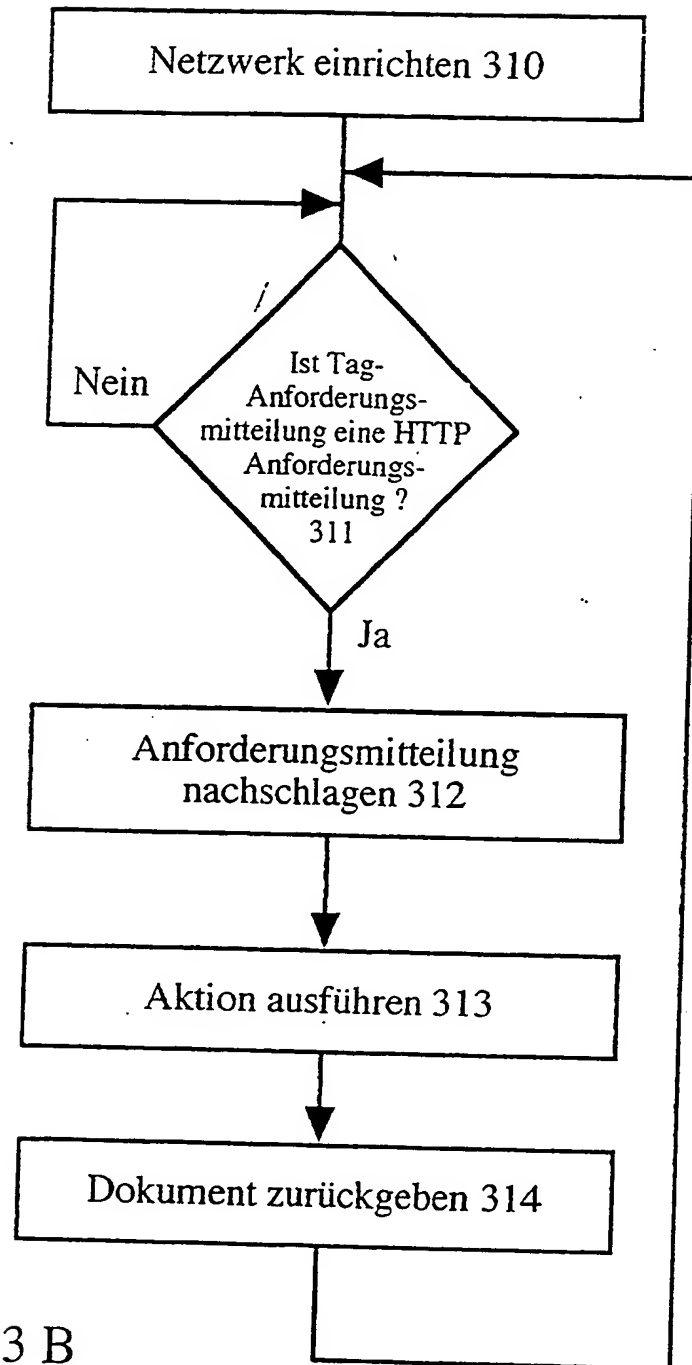 Netzwerk einrichten 310
Nein
Ist Tag-
Anforderungs-
mitteilung eine HTTP
Anforderungs-
mitteilung ?
311
Ja
Anforderungsmitteilung
nachschlagen 312
Aktion ausführen 313
Dokument zurückgeben 314
3 B